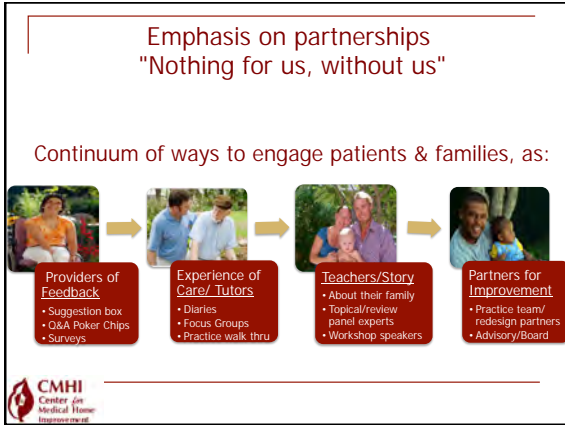 Emphasis on partnerships
"Nothing for us, without us"
Continuum of ways to engage patients & families, as:
Providers of
Feedback
• Suggestion box
• Q&A Poker Chips
• Surveys
Experience of
Care/ Tutors
• Diaries
• Focus Groups
• Practice walk thru
Teachers/Story
• About their family
• Topical/review
panel experts
• Workshop speakers
Partners for
Improvement
• Practice team/
redesign partners
• Advisory/Board
CMHI
Center for
Medical Home
Improvement